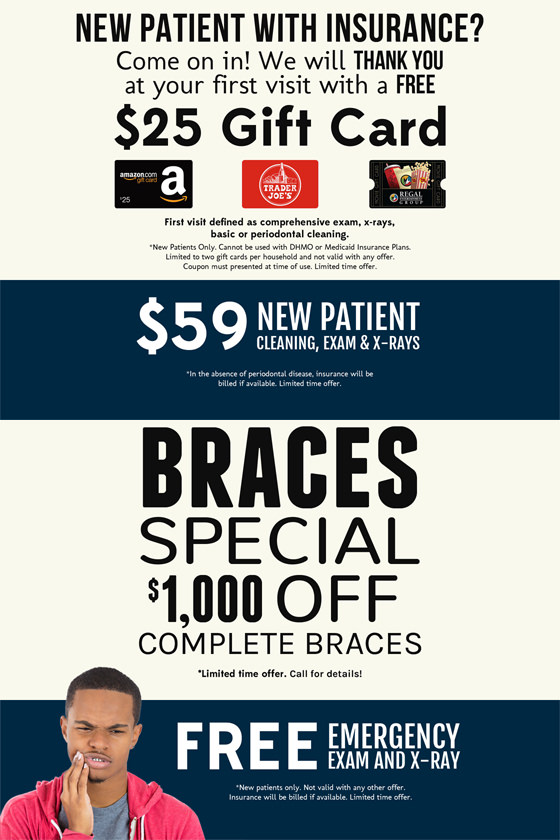 NEW PATIENT WITH INSURANCE?
Come on in! We will THANK YOU
at your first visit with a FREE
$25 Gift Card
amazon.com
gift card
a
$25
TRADER
JOE'S
REGAL
ENTERTAINMENT
GROUP
First visit defined as comprehensive exam, x-rays,
basic or periodontal cleaning.
*New Patients Only. Cannot be used with DHMO or Medicaid Insurance Plans.
Limited to two gift cards per household and not valid with any offer.
Coupon must presented at time of use. Limited time offer.
$59 NEW PATIENT
CLEANING, EXAM & X-RAYS
*In the absence of periodontal disease, insurance will be
billed if available. Limited time offer.
BRACES
SPECIAL
$1,000 OFF
COMPLETE BRACES
*Limited time offer. Call for details!
FREE EMERGENCY
EXAM AND X-RAY
*New patients only. Not valid with any other offer.
Insurance will be billed if available. Limited time offer.